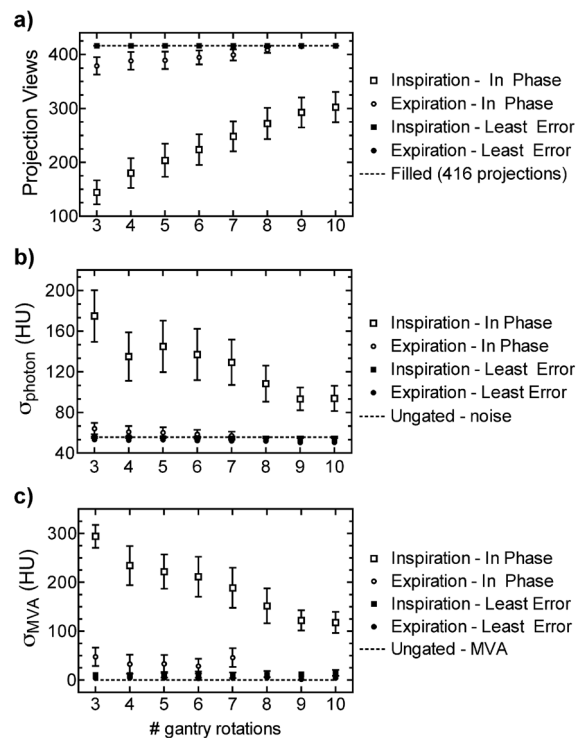 a)
Projection Views
400
300
200
100
3 4 5 6 7 8 9 10
Inspiration - In Phase
Expiration - In Phase
Inspiration - Least Error
Expiration - Least Error
Filled (416 projections)
b)
σphoton (HU)
200
160
120
80
40
3 4 5 6 7 8 9 10
Inspiration - In Phase
Expiration - In Phase
Inspiration - Least Error
Expiration - Least Error
Ungated - noise
c)
σMVA (HU)
300
200
100
0
3 4 5 6 7 8 9 10
# gantry rotations
Inspiration - In Phase
Expiration - In Phase
Inspiration - Least Error
Expiration - Least Error
Ungated - MVA